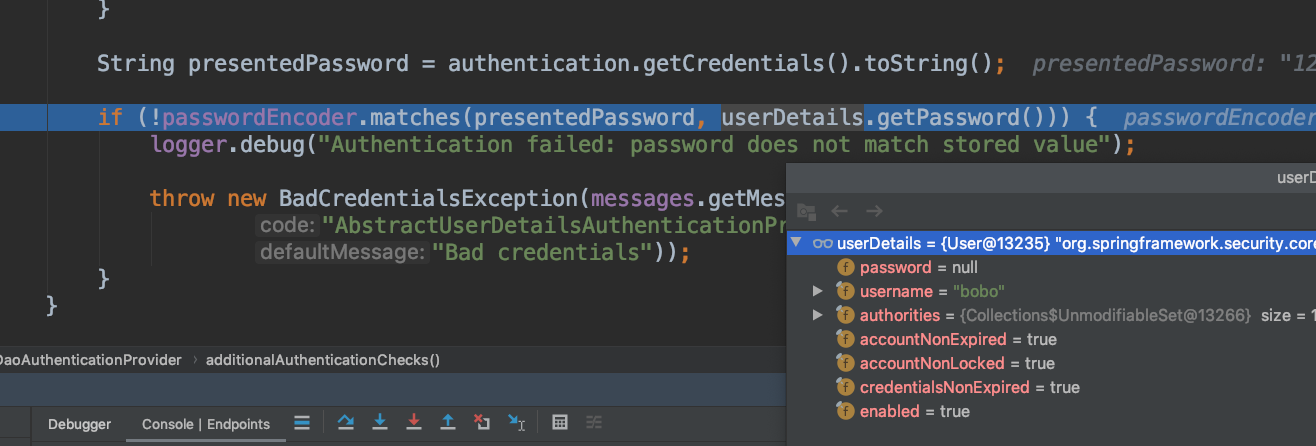 }
String presentedPassword = authentication.getCredentials().toString(); presentedPassword: "12
if (!passwordEncoder.matches(presentedPassword, userDetails.getPassword())) { passwordEncoder
logger.debug("Authentication failed: password does not match stored value");
throw new BadCredentialsException(messages.getMes
code: "AbstractUserDetailsAuthenticationPr
defaultMessage: "Bad credentials"));
}
}
userD
userDetails = {User@13235} "org.springframework.security.core
password = null
username = "bobo"
authorities = {Collections$UnmodifiableSet@13266} size = 1
accountNonExpired = true
accountNonLocked = true
credentialsNonExpired = true
enabled = true
DaoAuthenticationProvider › additionalAuthenticationChecks()
Debugger Console | Endpoints